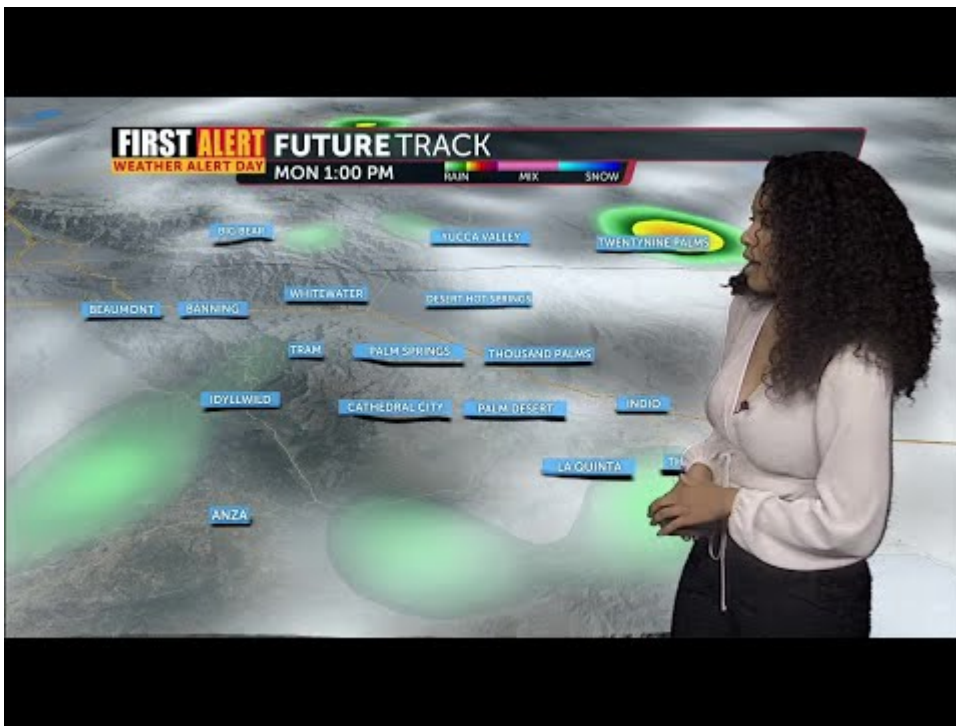 FIRST ALERT
WEATHER ALERT DAY
FUTURE TRACK
MON 1:00 PM
RAIN MIX SNOW
BIG BEAR
YUCCA VALLEY
TWENTYNINE PALMS
BEAUMONT
BANNING
WHITEWATER
DESERT HOT SPRINGS
TRAM
PALM SPRINGS
THOUSAND PALMS
IDYLLWILD
CATHEDRAL CITY
PALM DESERT
INDIO
LA QUINTA
TH
ANZA